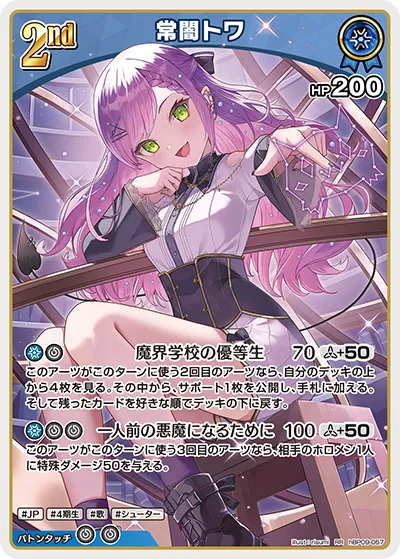 2nd
常闇トワ
HP200
魔界学校の優等生 70 +50
このアーツがこのターンに使う2回目のアーツなら、自分のデッキの上
から4枚を見る。その中から、サポート1枚を公開し、手札に加える。
そして残ったカードを好きな順でデッキの下に戻す。
一人前の悪魔になるために 100 +50
このアーツがこのターンに使う3回目のアーツなら、相手のホロメン1人
に特殊ダメージ50を与える。
#JP #4期生 #歌 #シューター
バトンタッチ
illust: risumi RR hBP09-057